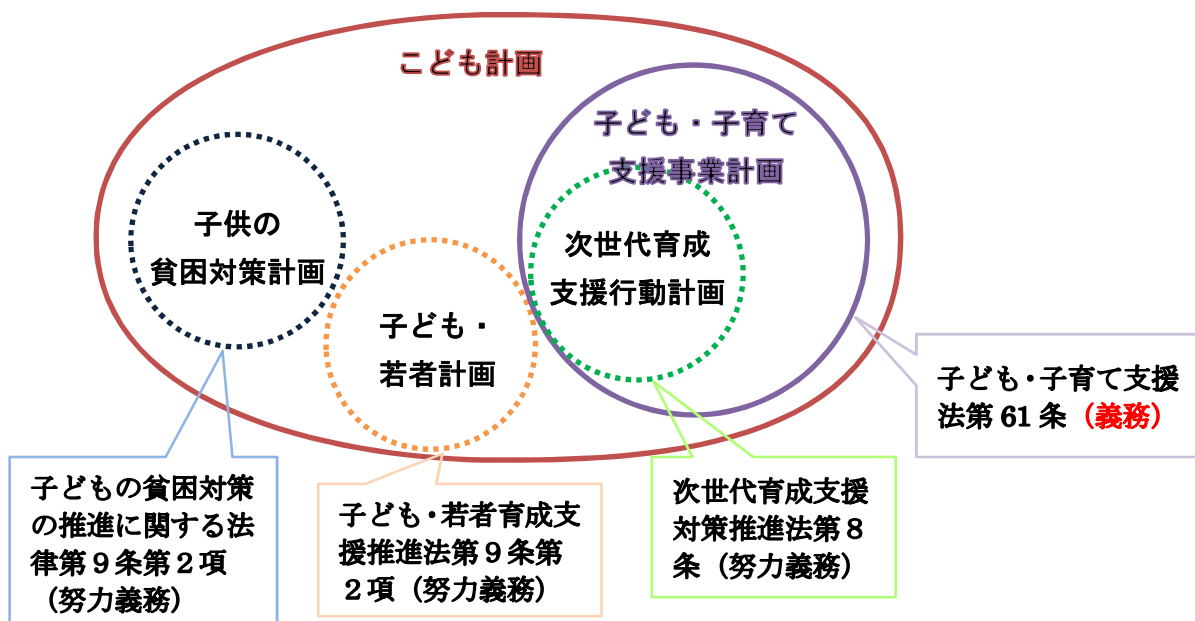 こども計画
子ども・子育て
支援事業計画
子供の
貧困対策計画
次世代育成
支援行動計画
子ども・
若者計画
子ども・子育て支援
法第 61 条（義務）
子どもの貧困対策
の推進に関する法
律第９条第２項
（努力義務）
子ども・若者育成支
援推進法第９条第
２項（努力義務）
次世代育成支援
対策推進法第８
条（努力義務）